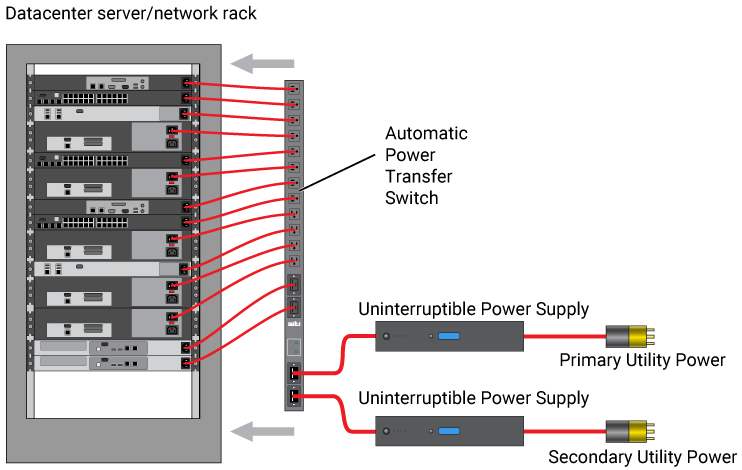 Datacenter server/network rack
Automatic
Power
Transfer
Switch
Uninterruptible Power Supply
Primary Utility Power
Uninterruptible Power Supply
Secondary Utility Power